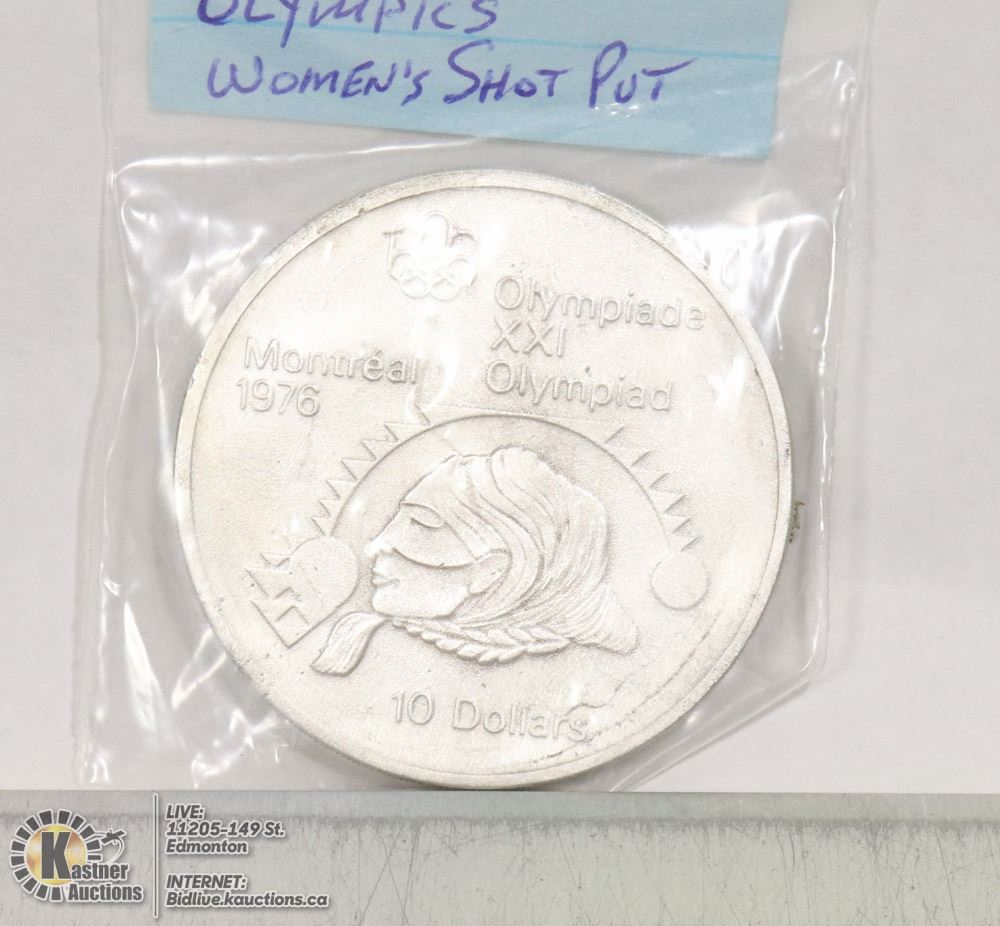 OLYMPICS
WOMEN'S SHOT PUT
Olympiade
XXI
Olympiad
Montréal
1976
10 Dollars
Kastner
Auctions
LIVE:
11205-149 St.
Edmonton
INTERNET:
Bidlive.kauctions.ca